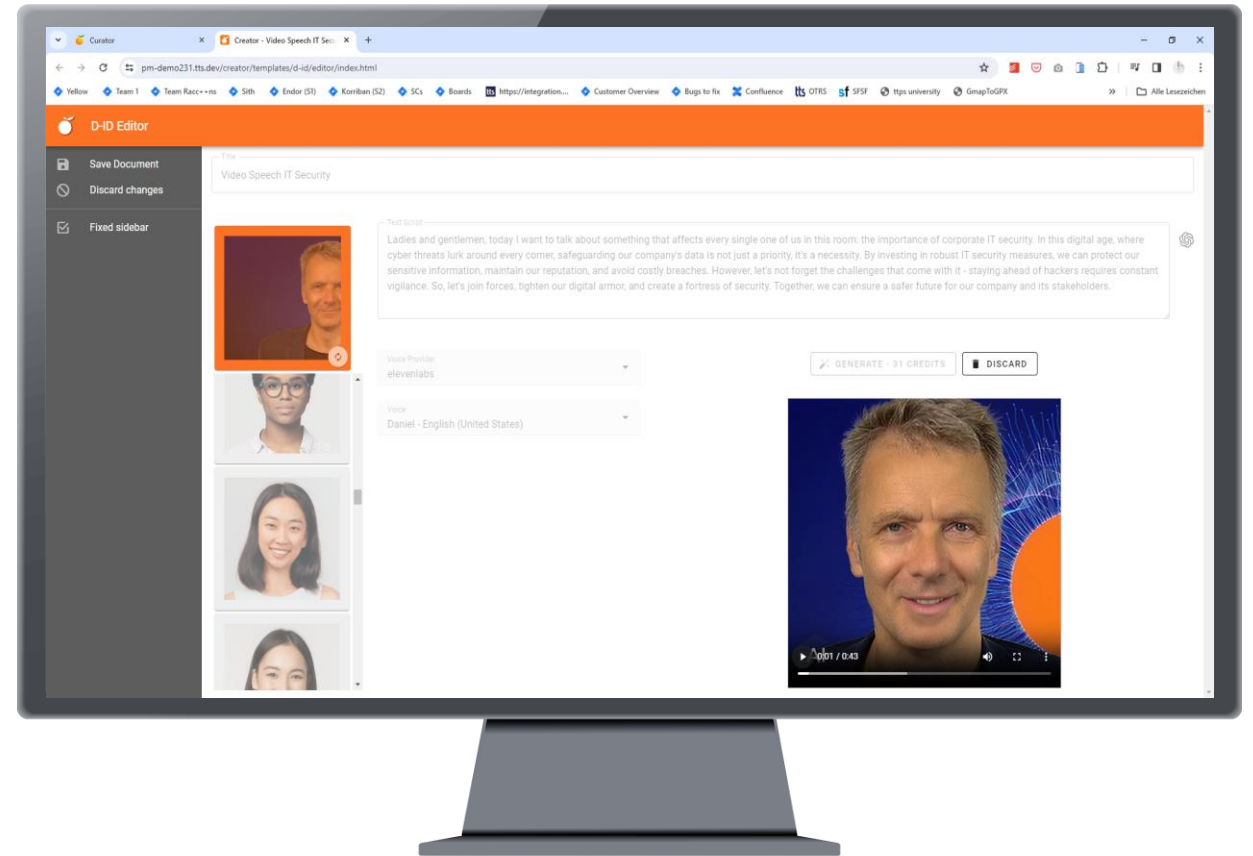 Curator
Creator - Video Speech IT Sec
pm-demo231.tts.dev/creator/templates/d-id/editor/index.html
Yellow Team 1 Team Racc++ns Sith Endor (S1) Korriban (S2) SCs Boards tts https://integration... Customer Overview Bugs to fix Confluence tts OTRS sf SFSF ttps university GmapToGPX » Alle Lesezeichen
D-ID Editor
Save Document
Discard changes
Fixed sidebar
Title
Video Speech IT Security
Text Script
Ladies and gentlemen, today I want to talk about something that affects every single one of us in this room: the importance of corporate IT security. In this digital age, where
cyber threats lurk around every corner, safeguarding our company's data is not just a priority, it's a necessity. By investing in robust IT security measures, we can protect our
sensitive information, maintain our reputation, and avoid costly breaches. However, let's not forget the challenges that come with it - staying ahead of hackers requires constant
vigilance. So, let's join forces, tighten our digital armor, and create a fortress of security. Together, we can ensure a safer future for our company and its stakeholders.
Voice Provider
elevenlabs
Voice
Daniel - English (United States)
GENERATE - 31 CREDITS
DISCARD
AI
0:01 / 0:43